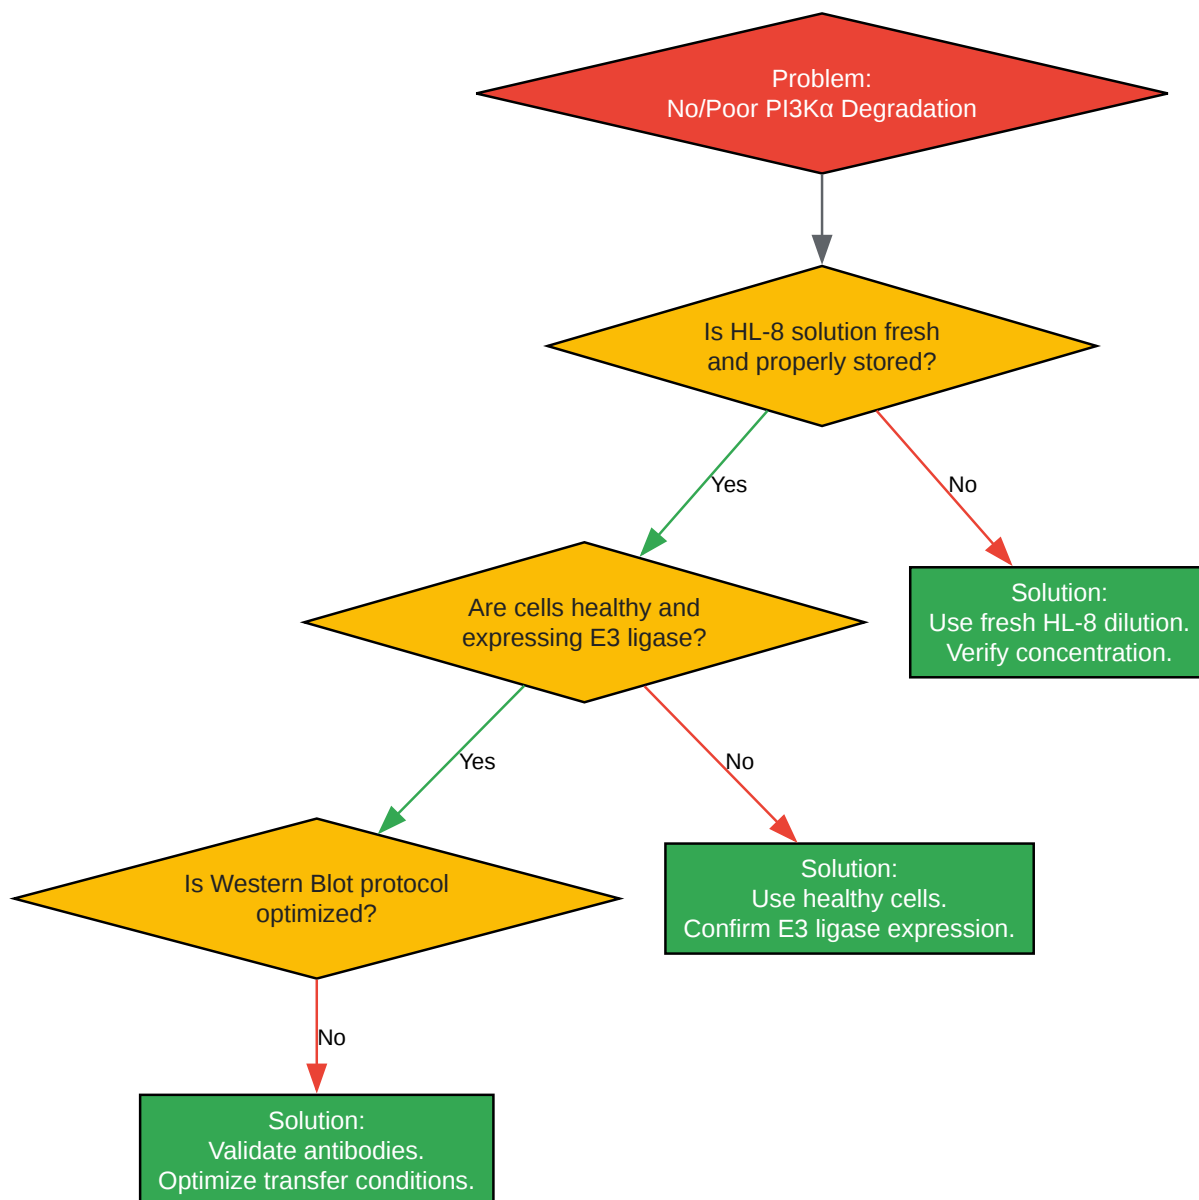 Problem:
No/Poor PI3Kα Degradation
Is HL-8 solution fresh
and properly stored?
Yes
No
Are cells healthy and
expressing E3 ligase?
Solution:
Use fresh HL-8 dilution.
Verify concentration.
Yes
No
Is Western Blot protocol
optimized?
Solution:
Use healthy cells.
Confirm E3 ligase expression.
No
Solution:
Validate antibodies.
Optimize transfer conditions.